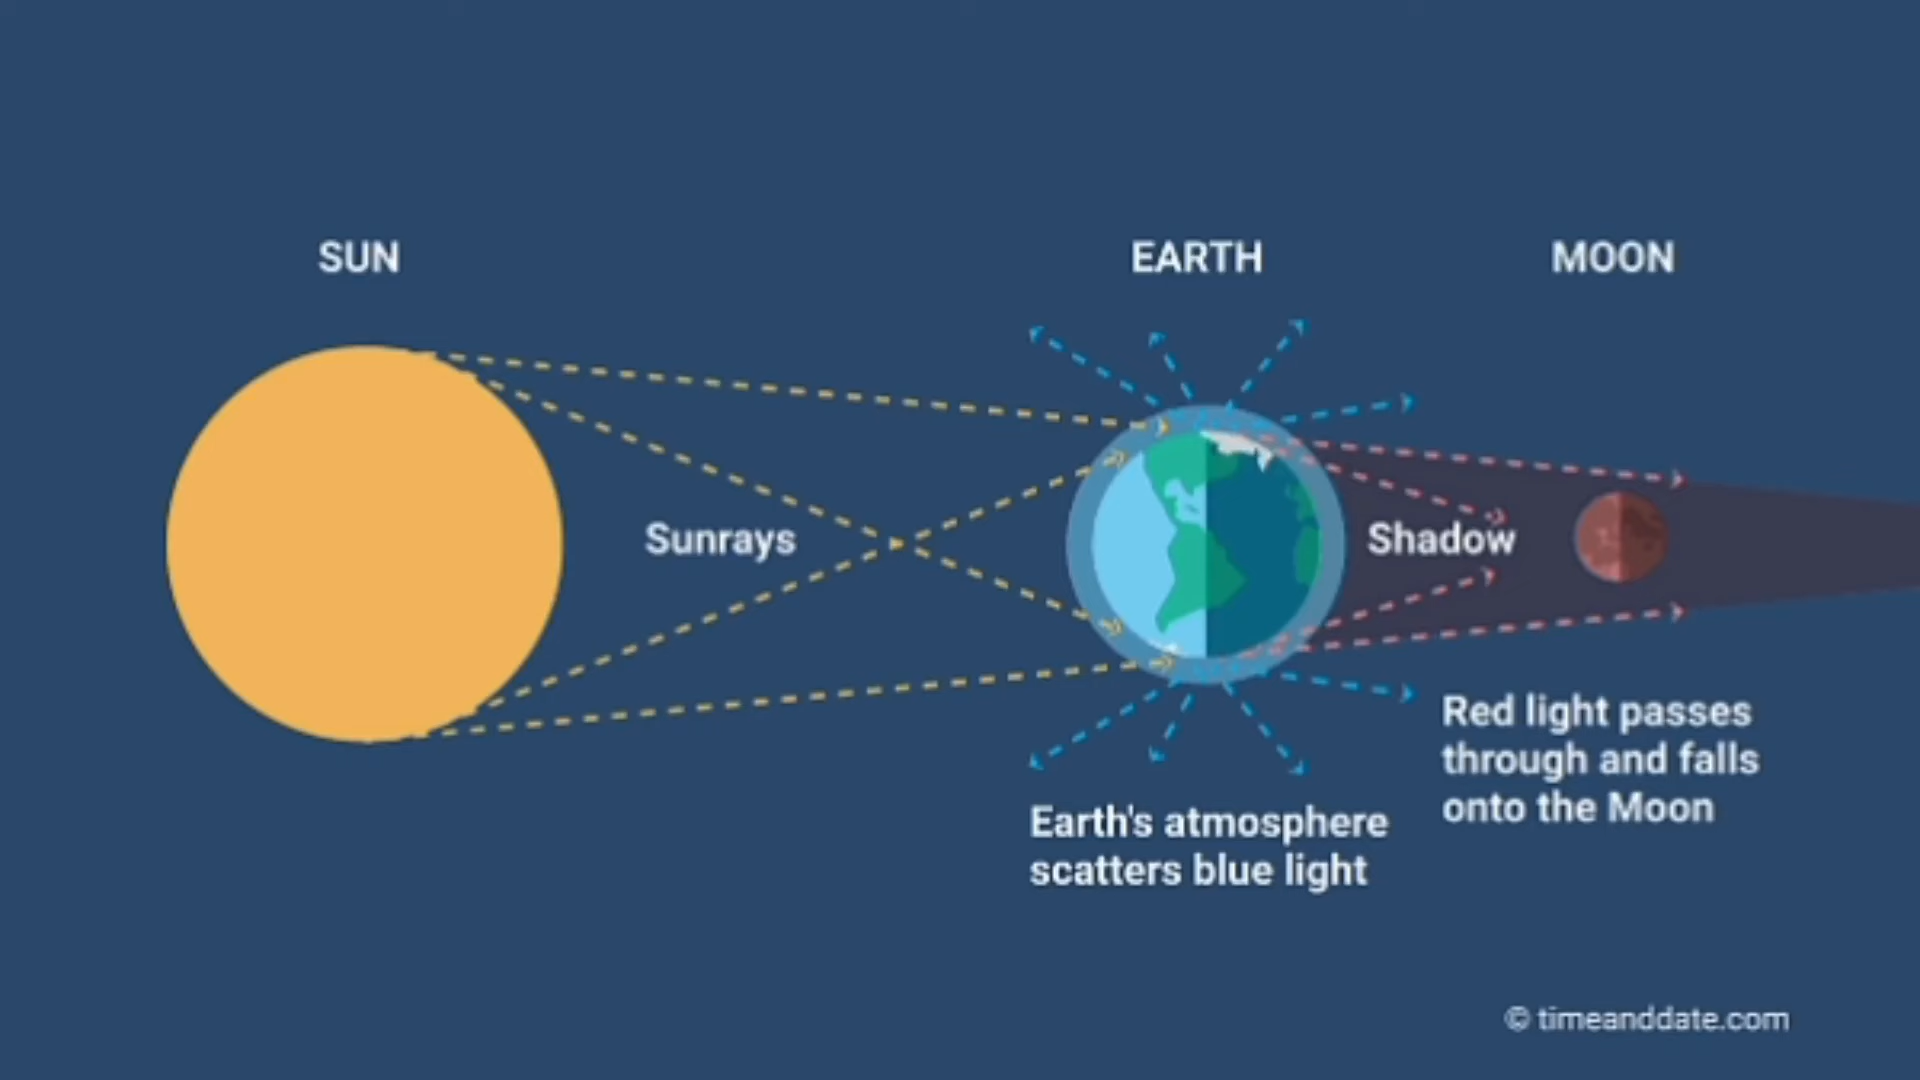 SUN
EARTH
MOON
Sunrays
Shadow
Red light passes
through and falls
onto the Moon
Earth's atmosphere
scatters blue light
© timeanddate.com